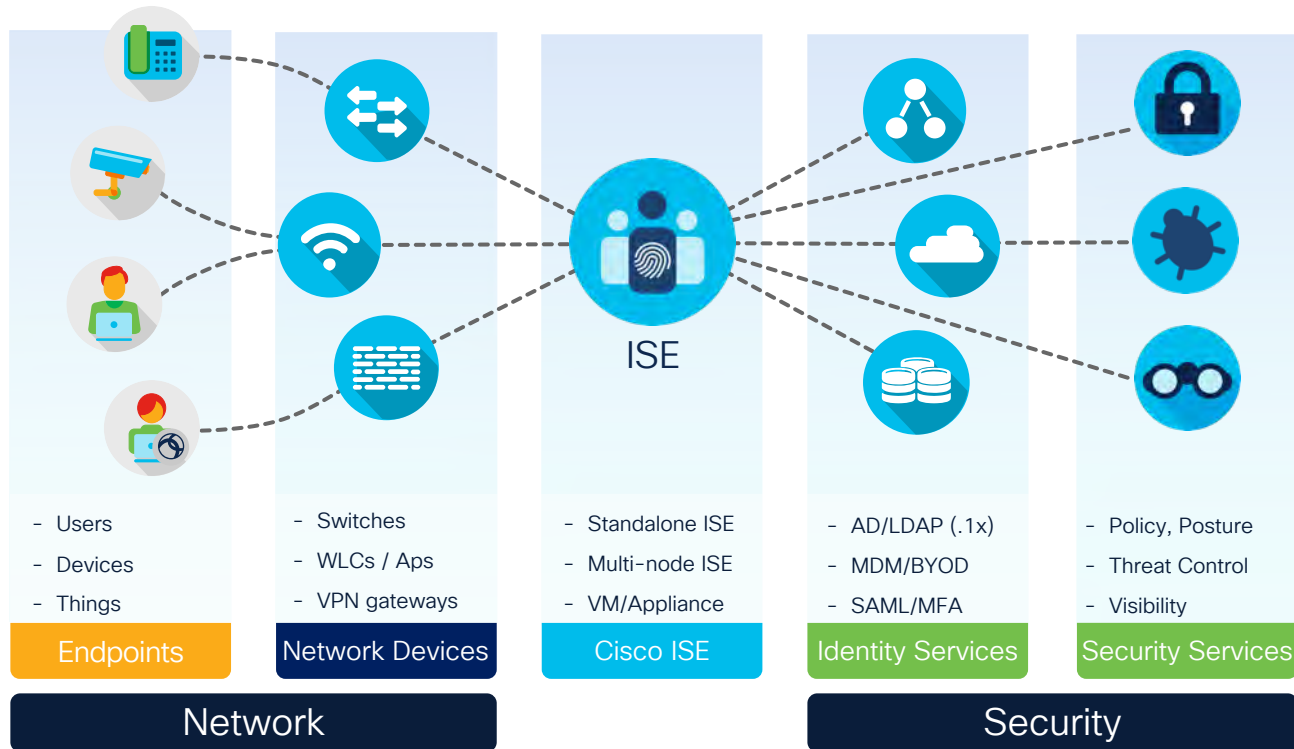 ISE
- Users
- Devices
- Things
Endpoints
- Switches
- WLCs / Aps
- VPN gateways
Network Devices
- Standalone ISE
- Multi-node ISE
- VM/Appliance
Cisco ISE
- AD/LDAP (.1x)
- MDM/BYOD
- SAML/MFA
Identity Services
- Policy, Posture
- Threat Control
- Visibility
Security Services
Network
Security